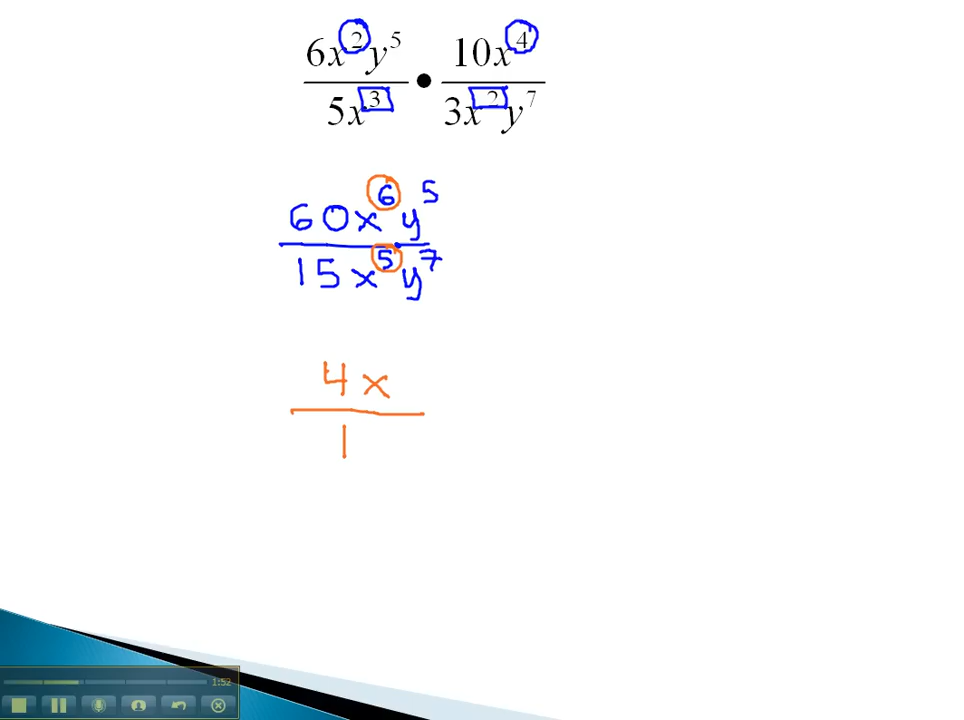 6x²y⁵ • 10x⁴
5x³ 3x²y⁷
60x⁶y⁵
15x⁵y⁷
4x
1
1:52